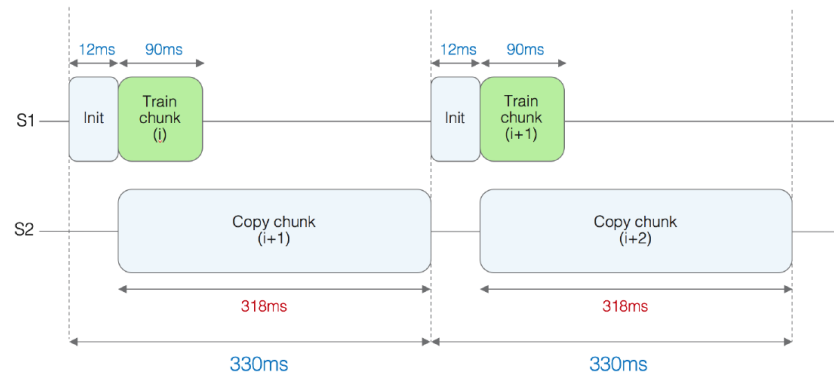 12ms 90ms 12ms 90ms
S1 Init Train Init Train
chunk chunk
(i) (i+1)
S2 Copy chunk Copy chunk
(i+1) (i+2)
318ms 318ms
330ms 330ms